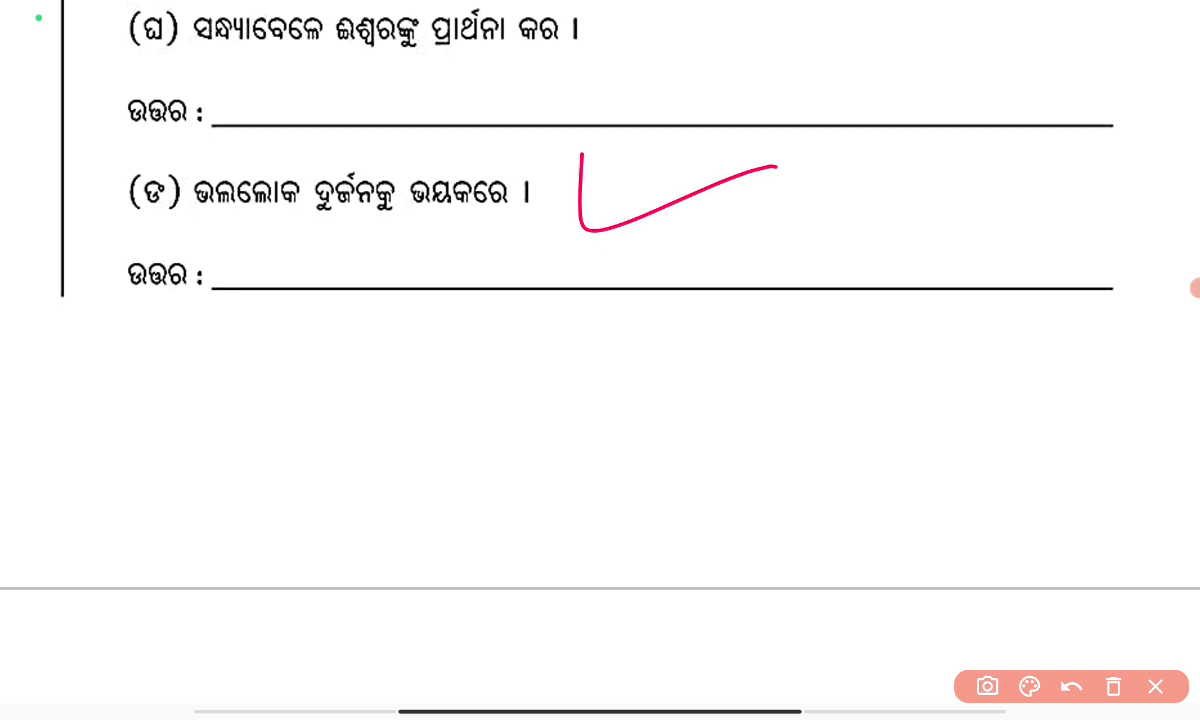 (ଘ) ସନ୍ଧ୍ୟାବେଳେ ଈଶ୍ୱରଙ୍କୁ ପ୍ରାର୍ଥନା କର ।
ଉତ୍ତର :
(ଙ) ଭଲଲୋକ ଦୁର୍ଜନକୁ ଭୟକରେ ।
ଉତ୍ତର :